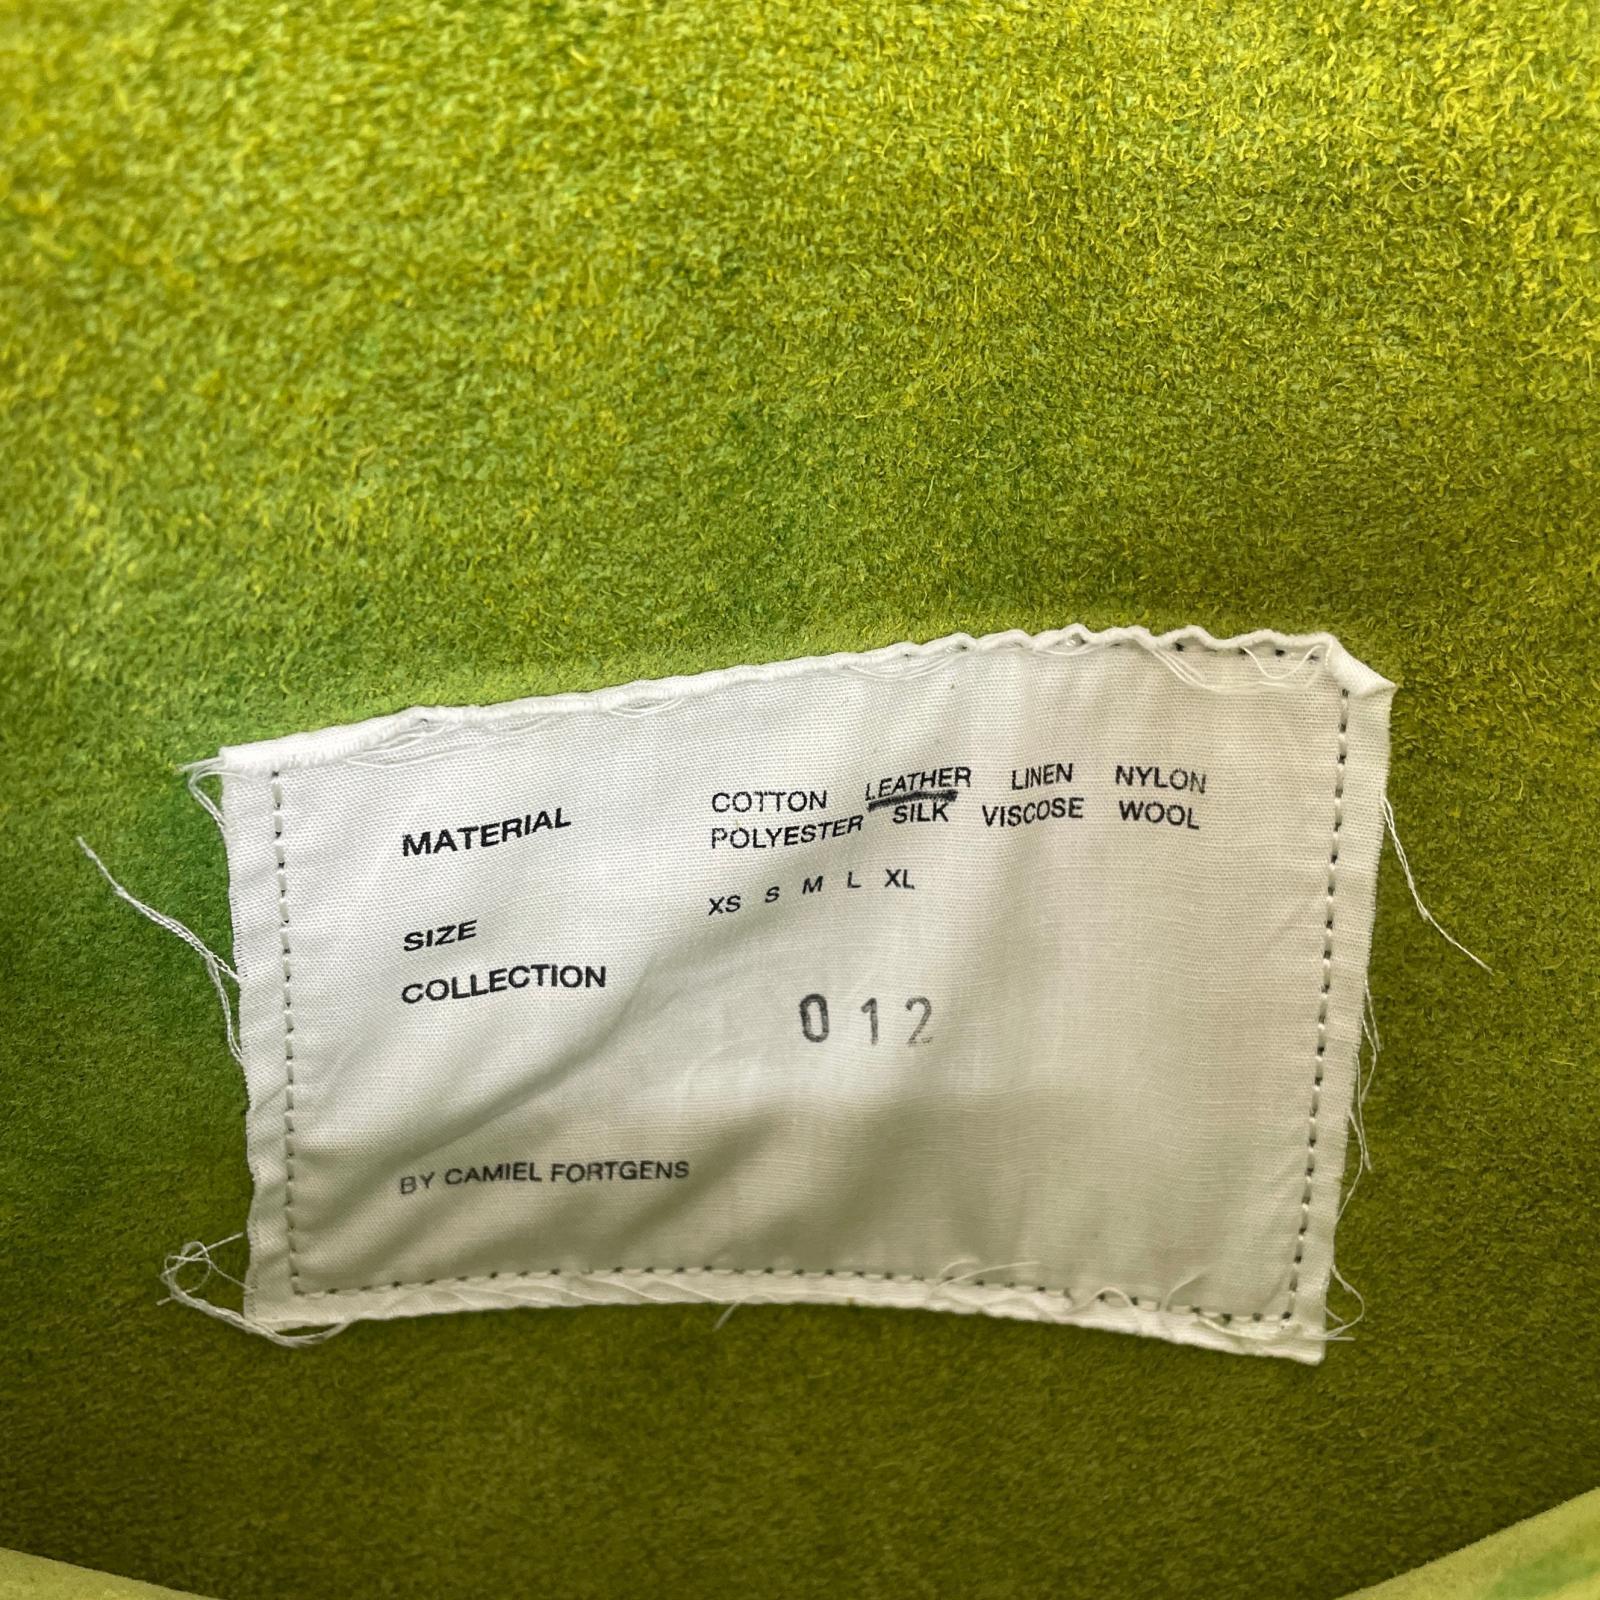 MATERIAL COTTON LEATHER LINEN NYLON
POLYESTER SILK VISCOSE WOOL
SIZE XS S M L XL
COLLECTION 012
BY CAMIEL FORTGENS